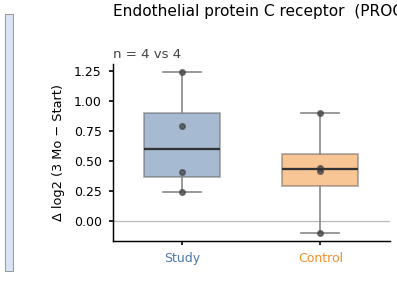 Endothelial protein C receptor (PROC
n = 4 vs 4
Δ log2 (3 Mo − Start)
1.25
1.00
0.75
0.50
0.25
0.00
Study
Control